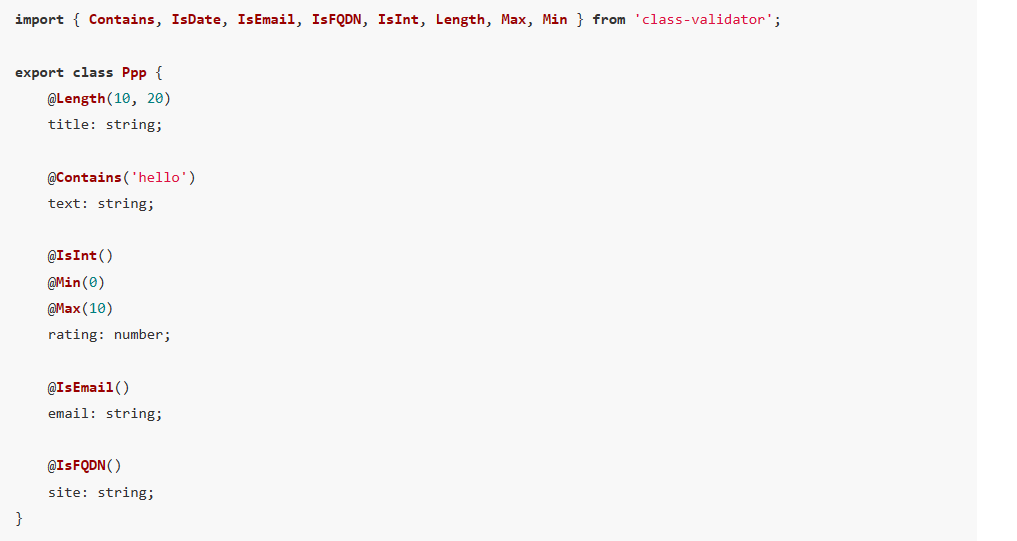 import { Contains, IsDate, IsEmail, IsFQDN, IsInt, Length, Max, Min } from 'class-validator';
export class Ppp {
@Length(10, 20)
title: string;
@Contains('hello')
text: string;
@IsInt()
@Min(0)
@Max(10)
rating: number;
@IsEmail()
email: string;
@IsFQDN()
site: string;
}